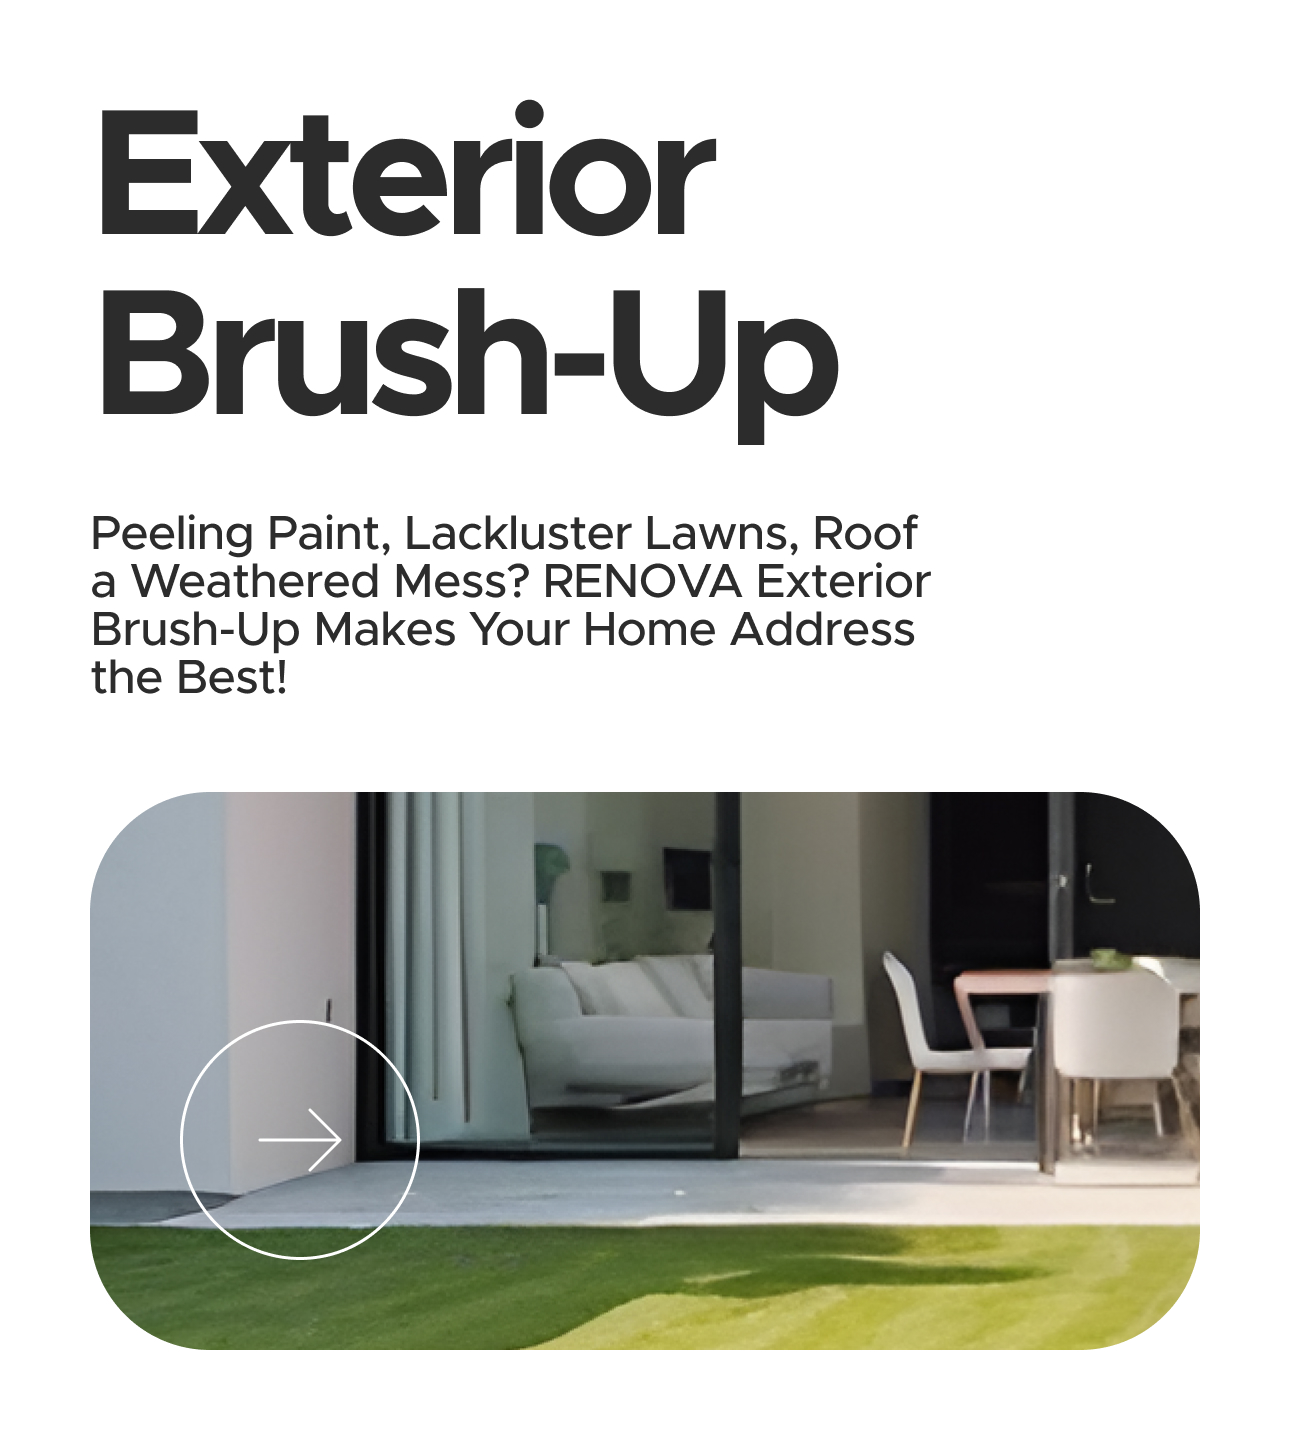 Exterior
Brush-Up
Peeling Paint, Lackluster Lawns, Roof
a Weathered Mess? RENOVA Exterior
Brush-Up Makes Your Home Address
the Best!